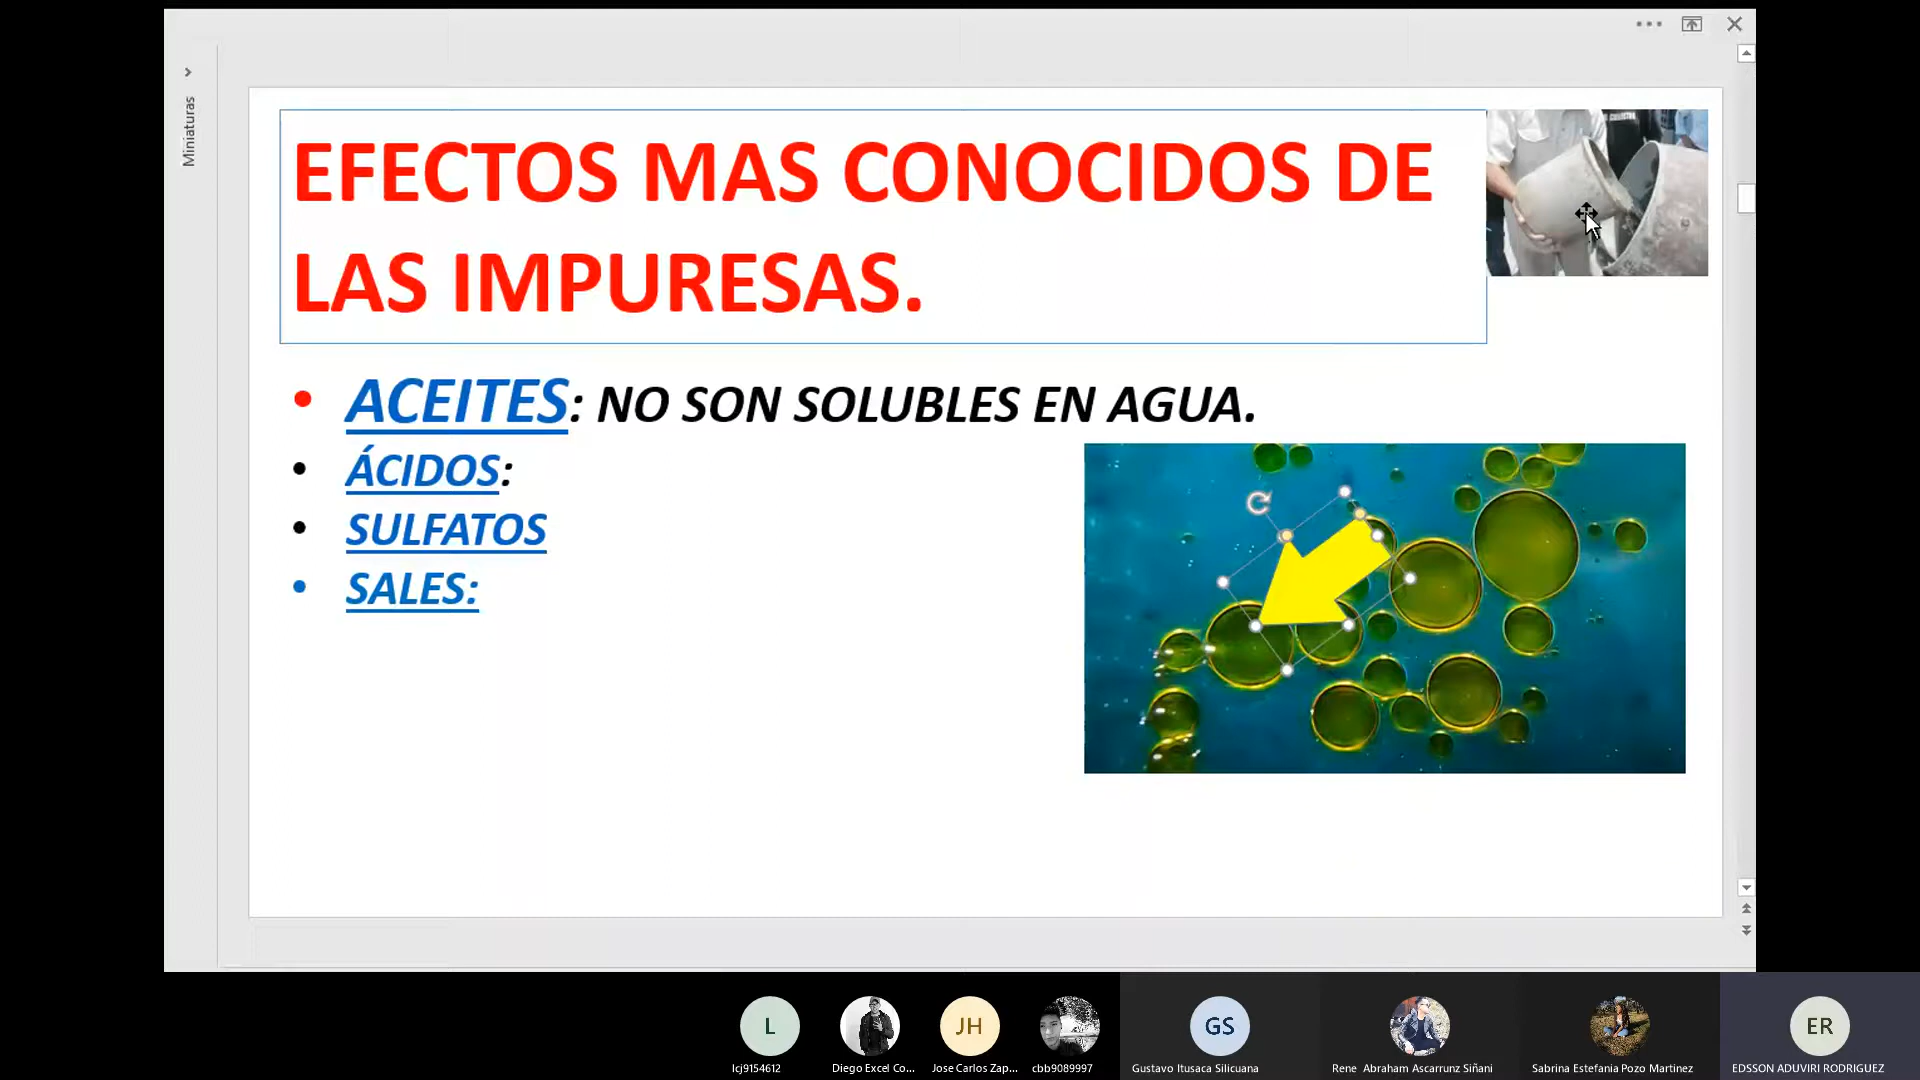 Miniaturas
EFECTOS MAS CONOCIDOS DE
LAS IMPURESAS.
• ACEITES: NO SON SOLUBLES EN AGUA.
• ÁCIDOS:
• SULFATOS
• SALES:
L
JH
GS
ER
lcj9154612
Diego Excel Co...
Jose Carlos Zap...
cbb9089997
Gustavo Itusaca Silicuana
Rene Abraham Ascarrunz Siñani
Sabrina Estefania Pozo Martinez
EDSSON ADUVIRI RODRIGUEZ